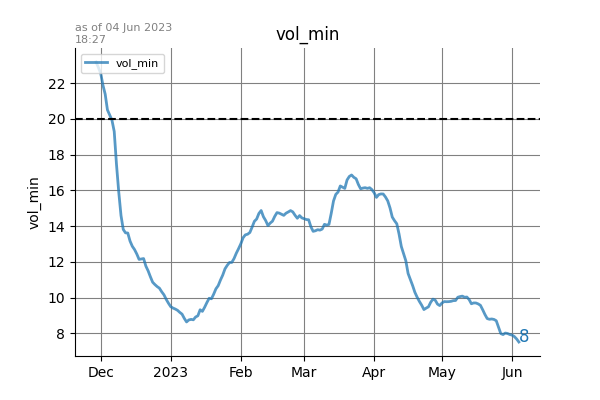 as of 04 Jun 2023
18:27
vol_min
vol_min
22
20
18
16
14
12
10
8
vol_min
8
Dec
2023
Feb
Mar
Apr
May
Jun